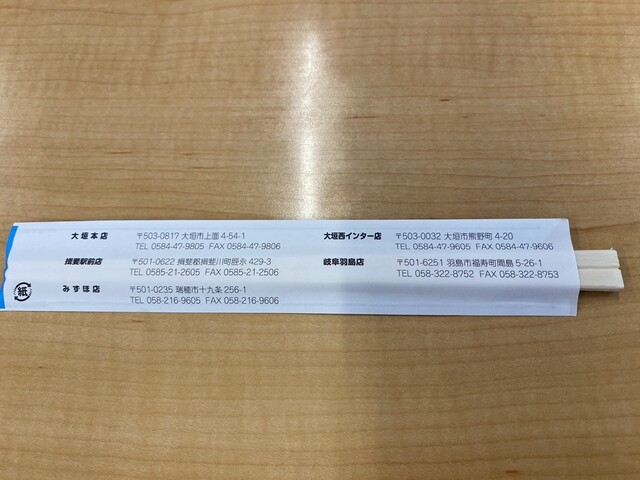 大垣本店 〒503-0817 大垣市上面 4-54-1
TEL 0584-47-9805 FAX 0584-47-9806
揖斐駅前店 〒501-0622 揖斐郡揖斐川町脛永 429-3
TEL 0585-21-2605 FAX 0585-21-2506
みずほ店 〒501-0235 瑞穂市十九条 256-1
TEL 058-216-9605 FAX 058-216-9606
大垣西インター店 〒503-0032 大垣市熊野町 4-20
TEL 0584-47-9605 FAX 0584-47-9606
岐阜羽島店 〒501-6251 羽島市福寿町間島 5-26-1
TEL 058-322-8752 FAX 058-322-8753
紙